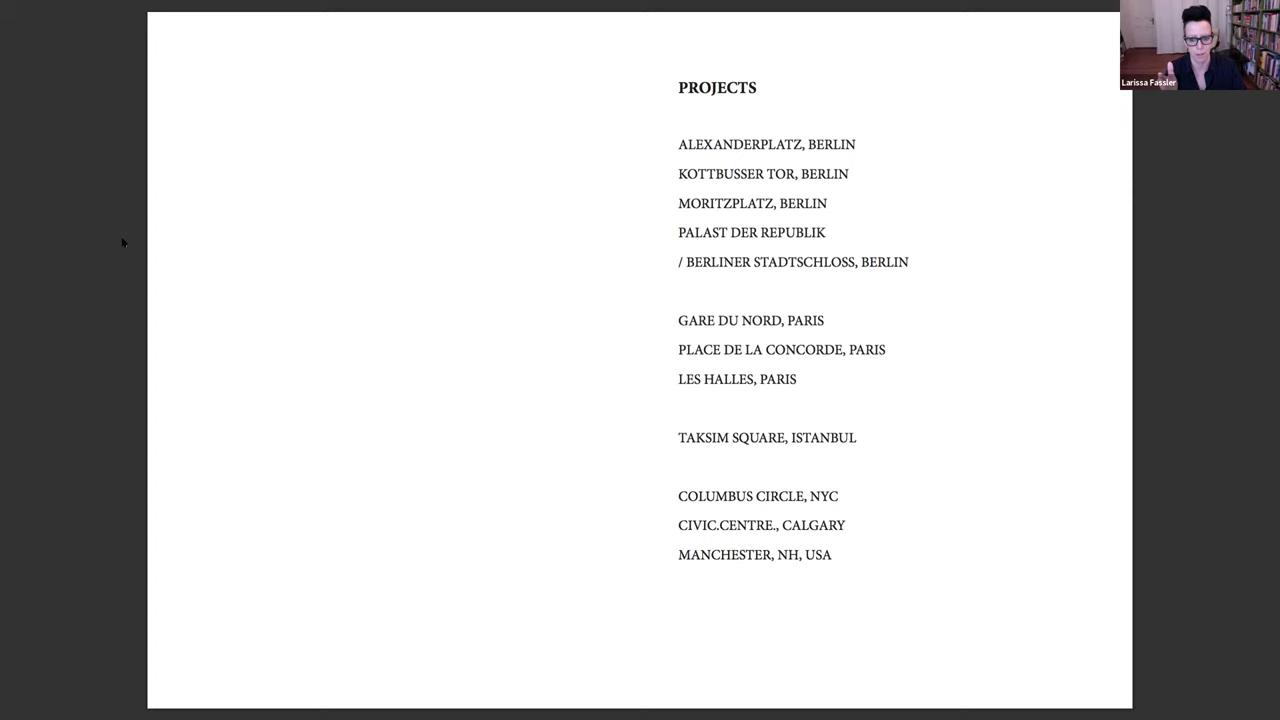 PROJECTS
ALEXANDERPLATZ, BERLIN
KOTTBUSSER TOR, BERLIN
MORITZPLATZ, BERLIN
PALAST DER REPUBLIK
/ BERLINER STADTSCHLOSS, BERLIN
GARE DU NORD, PARIS
PLACE DE LA CONCORDE, PARIS
LES HALLES, PARIS
TAKSIM SQUARE, ISTANBUL
COLUMBUS CIRCLE, NYC
CIVIC.CENTRE., CALGARY
MANCHESTER, NH, USA
Larissa Fassler